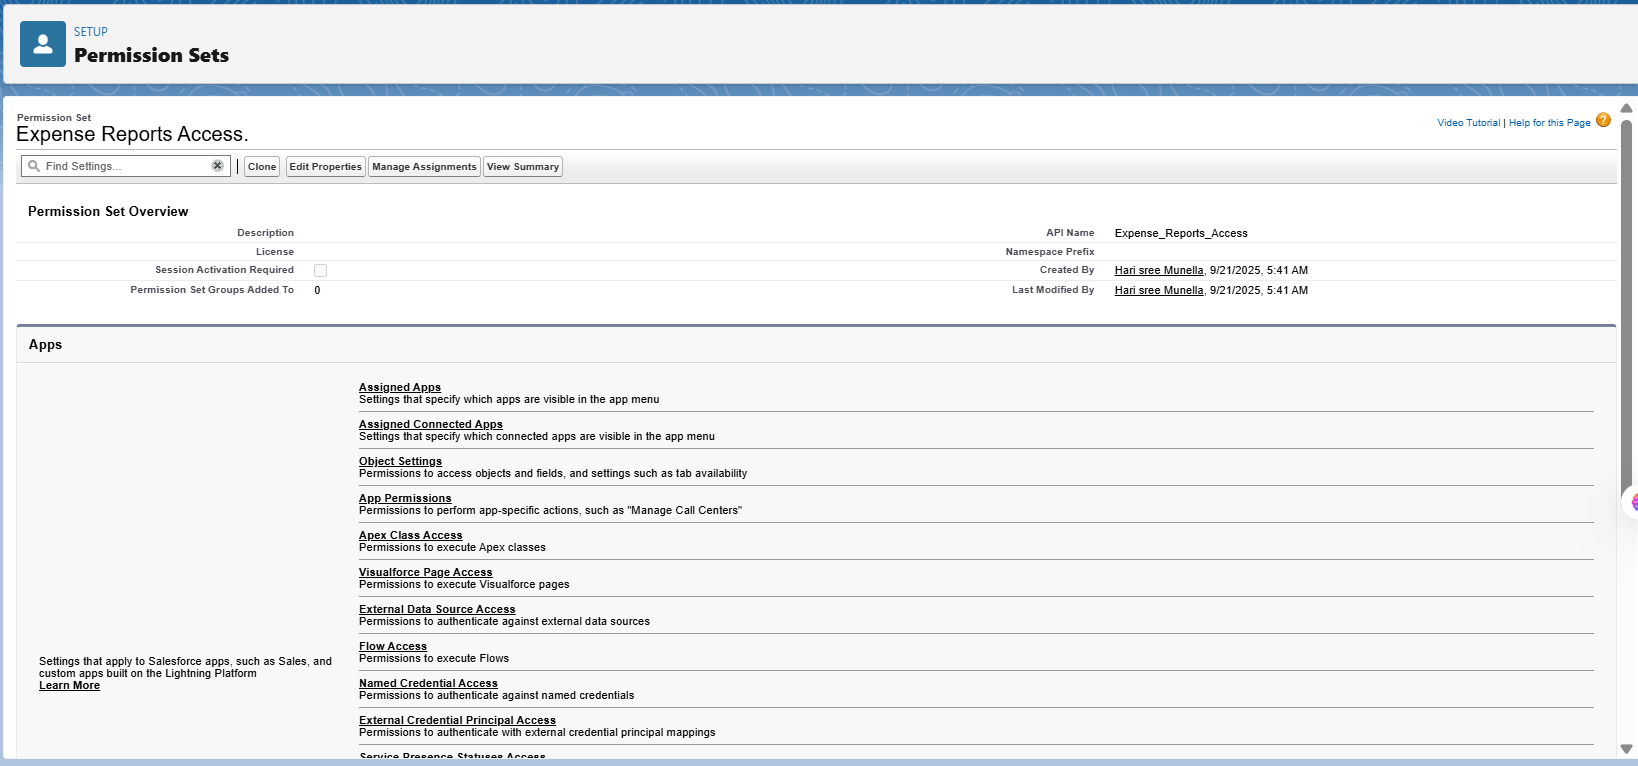 SETUP
Permission Sets
Permission Set
Expense Reports Access.
Video Tutorial | Help for this Page ?
Find Settings...
Clone
Edit Properties
Manage Assignments
View Summary
Permission Set Overview
Description
API Name Expense_Reports_Access
License
Namespace Prefix
Session Activation Required
Created By Hari sree Munella, 9/21/2025, 5:41 AM
Permission Set Groups Added To 0
Last Modified By Hari sree Munella, 9/21/2025, 5:41 AM
Apps
Settings that apply to Salesforce apps, such as Sales, and
custom apps built on the Lightning Platform
Learn More
Assigned Apps
Settings that specify which apps are visible in the app menu
Assigned Connected Apps
Settings that specify which connected apps are visible in the app menu
Object Settings
Permissions to access objects and fields, and settings such as tab availability
App Permissions
Permissions to perform app-specific actions, such as "Manage Call Centers"
Apex Class Access
Permissions to execute Apex classes
Visualforce Page Access
Permissions to execute Visualforce pages
External Data Source Access
Permissions to authenticate against external data sources
Flow Access
Permissions to execute Flows
Named Credential Access
Permissions to authenticate against named credentials
External Credential Principal Access
Permissions to authenticate with external credential principal mappings
Service Presence Statuses Access